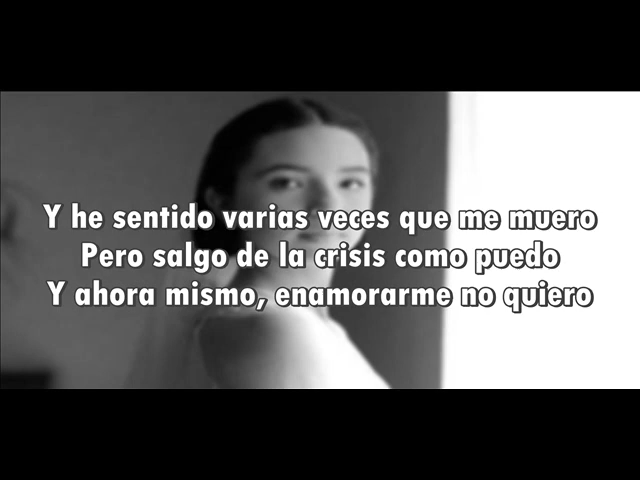 Y he sentido varias veces que me muero
Pero salgo de la crisis como puedo
Y ahora mismo, enamorarme no quiero